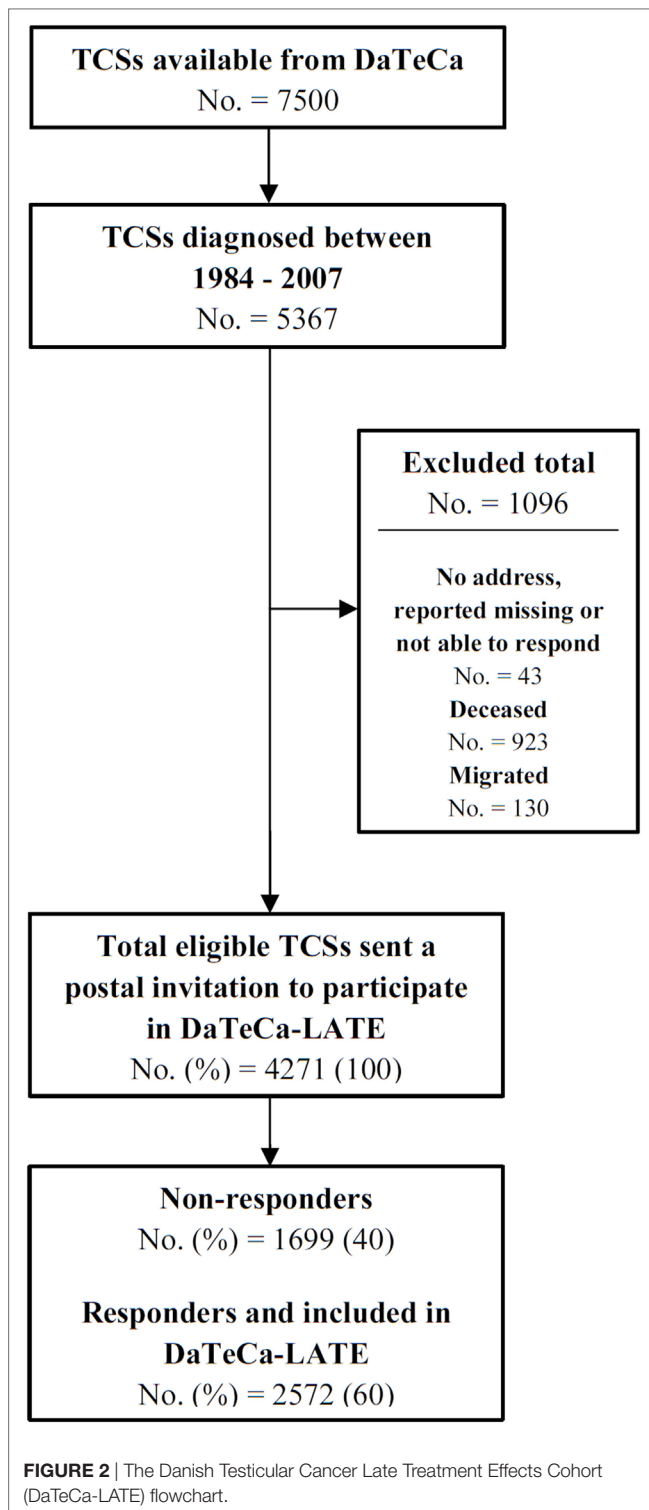 TCSs available from DaTeCa
No. = 7500
TCSs diagnosed between
1984 - 2007
No. = 5367
Excluded total
No. = 1096
No address,
reported missing or
not able to respond
No. = 43
Deceased
No. = 923
Migrated
No. = 130
Total eligible TCSs sent a
postal invitation to participate
in DaTeCa-LATE
No. (%) = 4271 (100)
Non-responders
No. (%) = 1699 (40)
Responders and included in
DaTeCa-LATE
No. (%) = 2572 (60)
FIGURE 2 | The Danish Testicular Cancer Late Treatment Effects Cohort
(DaTeCa-LATE) flowchart.